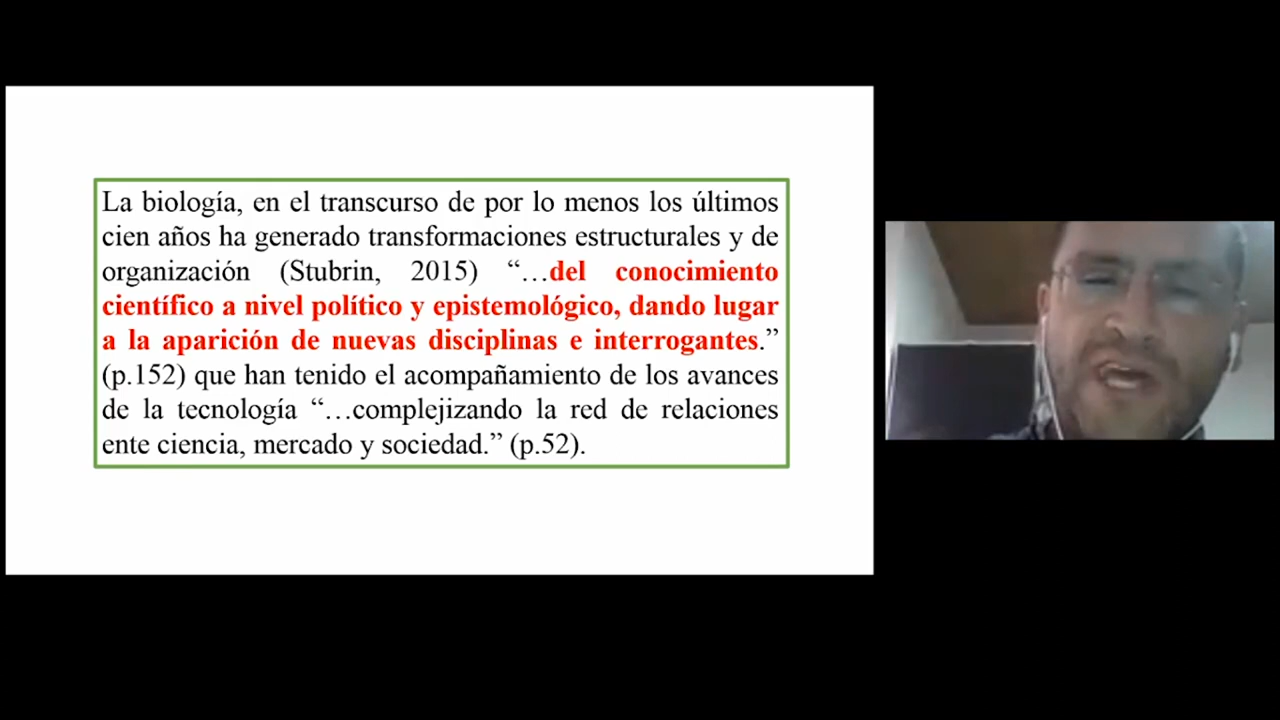 La biología, en el transcurso de por lo menos los últimos
cien años ha generado transformaciones estructurales y de
organización (Stubrin, 2015) “…del conocimiento
científico a nivel político y epistemológico, dando lugar
a la aparición de nuevas disciplinas e interrogantes.”
(p.152) que han tenido el acompañamiento de los avances
de la tecnología “…complejizando la red de relaciones
ente ciencia, mercado y sociedad.” (p.52).